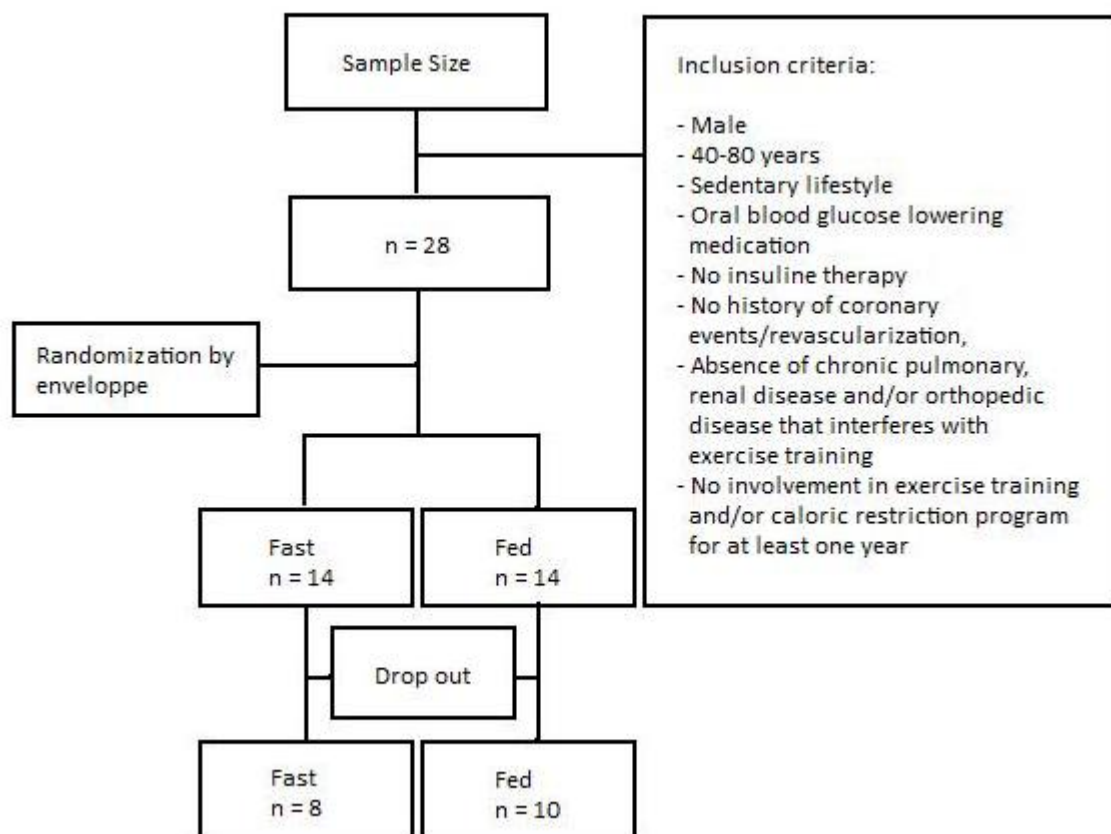 Sample Size
Inclusion criteria:
- Male
- 40-80 years
- Sedentary lifestyle
- Oral blood glucose lowering
medication
- No insuline therapy
- No history of coronary
events/revascularization,
- Absence of chronic pulmonary,
renal disease and/or orthopedic
disease that interferes with
exercise training
- No involvement in exercise training
and/or caloric restriction program
for at least one year
n = 28
Randomization by
enveloppe
Fast
n = 14
Fed
n = 14
Drop out
Fast
n = 8
Fed
n = 10